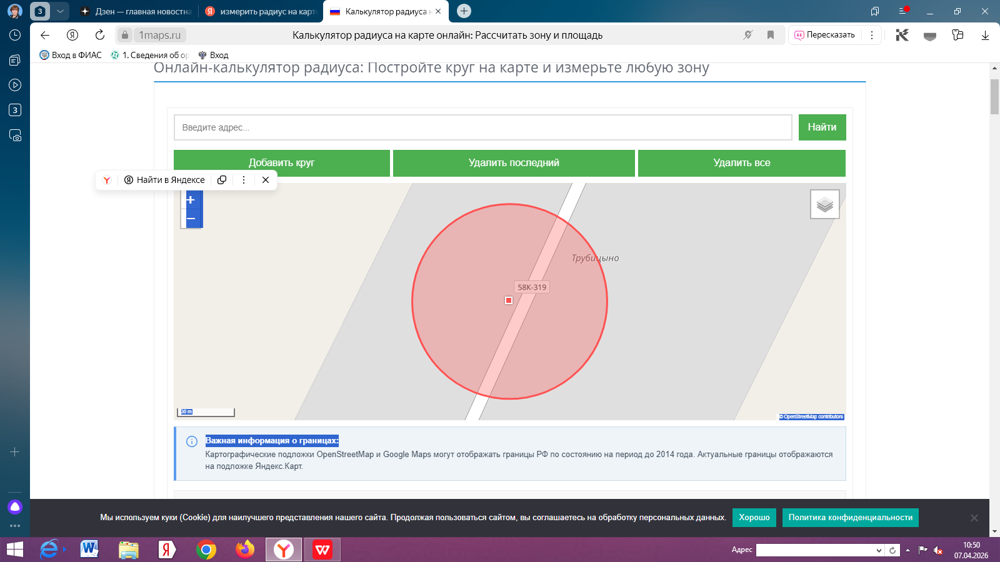 3
Дзен — главная новостна
измерить радиус на карт
Калькулятор радиуса н
1maps.ru
Калькулятор радиуса на карте онлайн: Рассчитать зону и площадь
Пересказать
Вход в ФИАС
1. Сведения об ор
Вход
3
Онлайн-калькулятор радиуса: Постройте круг на карте и измерьте любую зону
Введите адрес...
Найти
Добавить круг
Удалить последний
Удалить все
Найти в Яндексе
+
−
Трубицыно
58К-319
30 m
© OpenStreetMap contributors
Важная информация о границах:
Картографические подложки OpenStreetMap и Google Maps могут отображать границы РФ по состоянию на период до 2014 года. Актуальные границы отображаются
на подложке Яндекс.Карт.
Мы используем куки (Cookie) для наилучшего представления нашего сайта. Продолжая пользоваться сайтом, вы соглашаетесь на обработку персональных данных.
Хорошо
Политика конфиденциальности
Адрес
10:50
07.04.2026